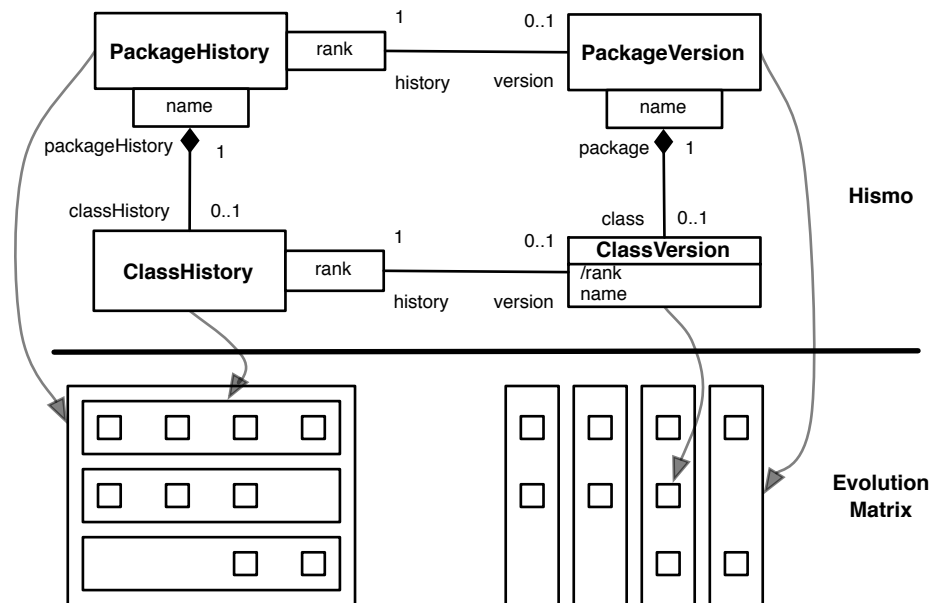 1
0..1
PackageHistory
rank
PackageVersion
history
version
name
name
packageHistory
1
package
1
Hismo
classHistory
0..1
class
0..1
1
0..1
ClassHistory
rank
ClassVersion
/rank
name
history
version
Evolution
Matrix